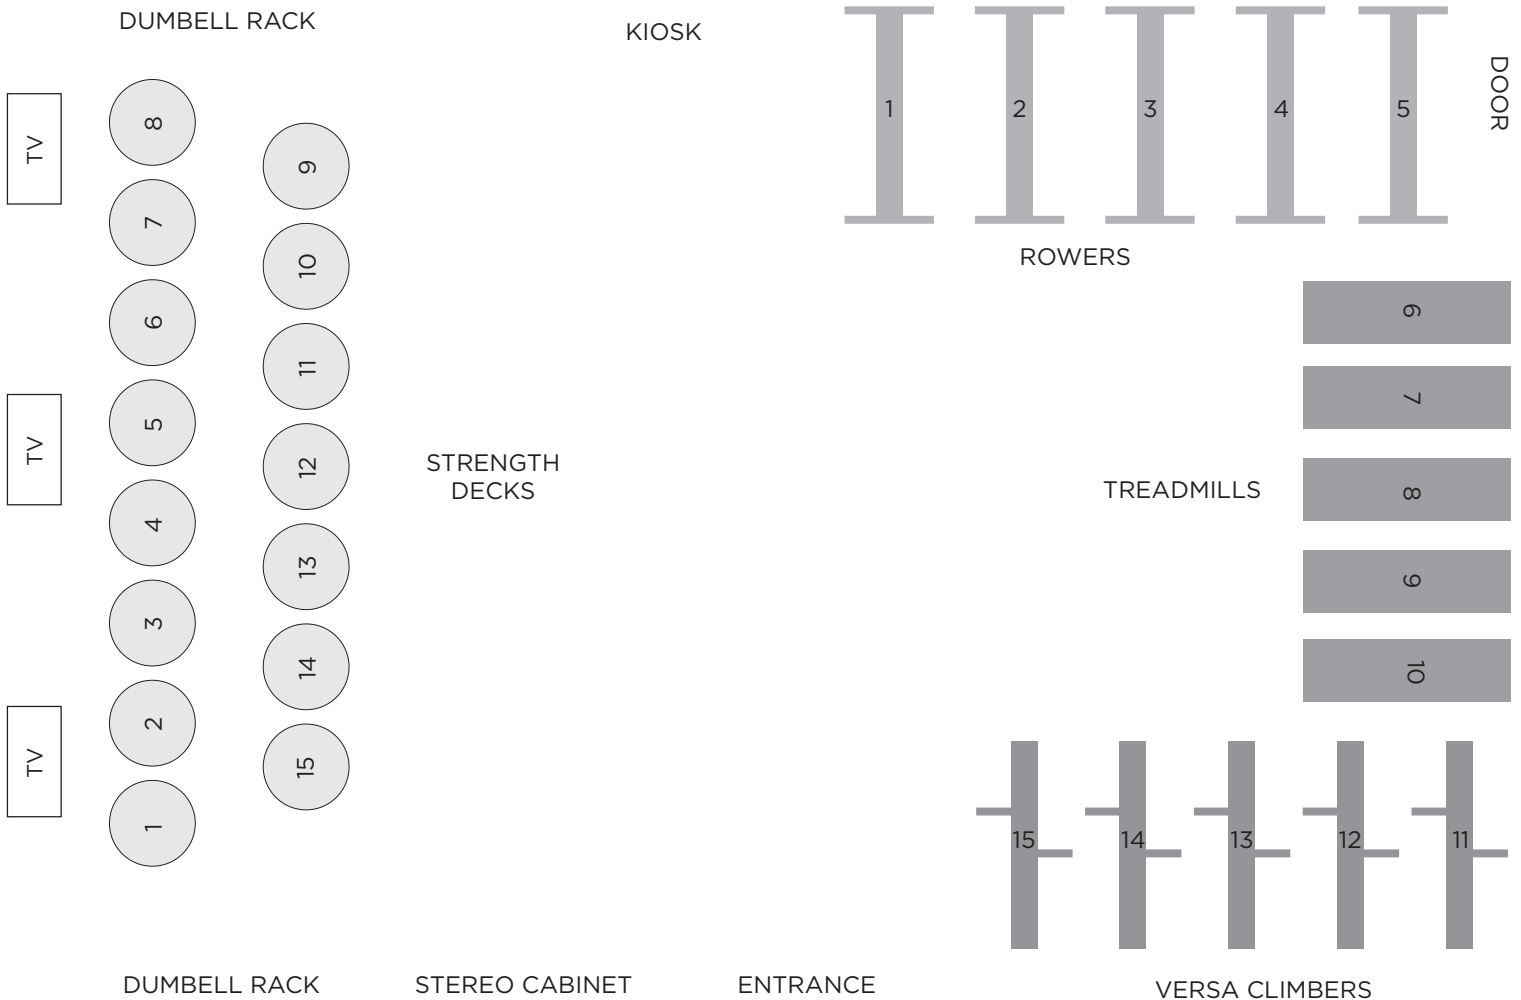 DUMBELL RACK
KIOSK
DOOR
1
2
3
4
5
ROWERS
TV
TV
TV
8
7
6
5
4
3
2
1
9
10
11
12
13
14
15
STRENGTH
DECKS
TREADMILLS
6
7
8
9
10
15
14
13
12
11
DUMBELL RACK
STEREO CABINET
ENTRANCE
VERSA CLIMBERS